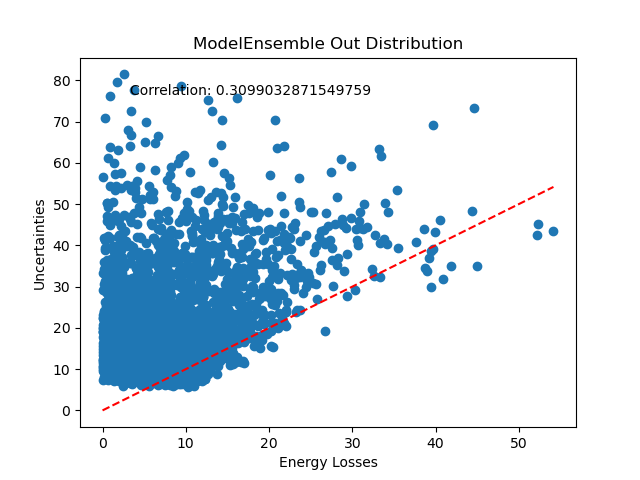 ModelEnsemble Out Distribution
Correlation: 0.3099032871549759
Uncertainties
80
70
60
50
40
30
20
10
0
0 10 20 30 40 50
Energy Losses